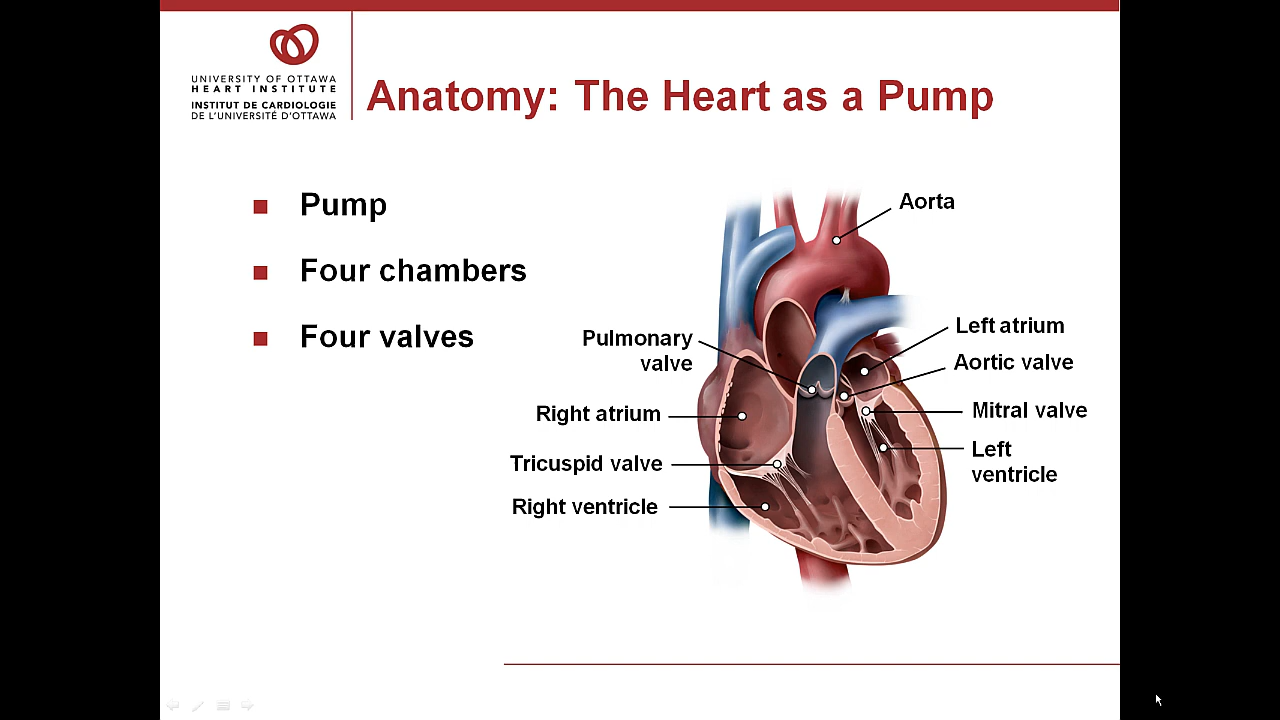 UNIVERSITY OF OTTAWA
HEART INSTITUTE
INSTITUT DE CARDIOLOGIE
DE L'UNIVERSITÉ D'OTTAWA
Anatomy: The Heart as a Pump
Pump
Four chambers
Four valves
Aorta
Pulmonary
valve
Right atrium
Tricuspid valve
Right ventricle
Left atrium
Aortic valve
Mitral valve
Left
ventricle